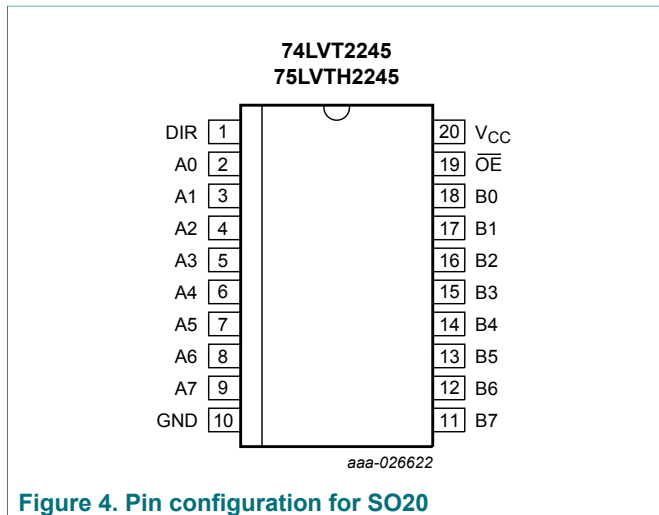 74LVT2245
75LVTH2245
DIR 1
A0 2
A1 3
A2 4
A3 5
A4 6
A5 7
A6 8
A7 9
GND 10
20 VCC
19 OE
18 B0
17 B1
16 B2
15 B3
14 B4
13 B5
12 B6
11 B7
aaa-026622
Figure 4. Pin configuration for SO20